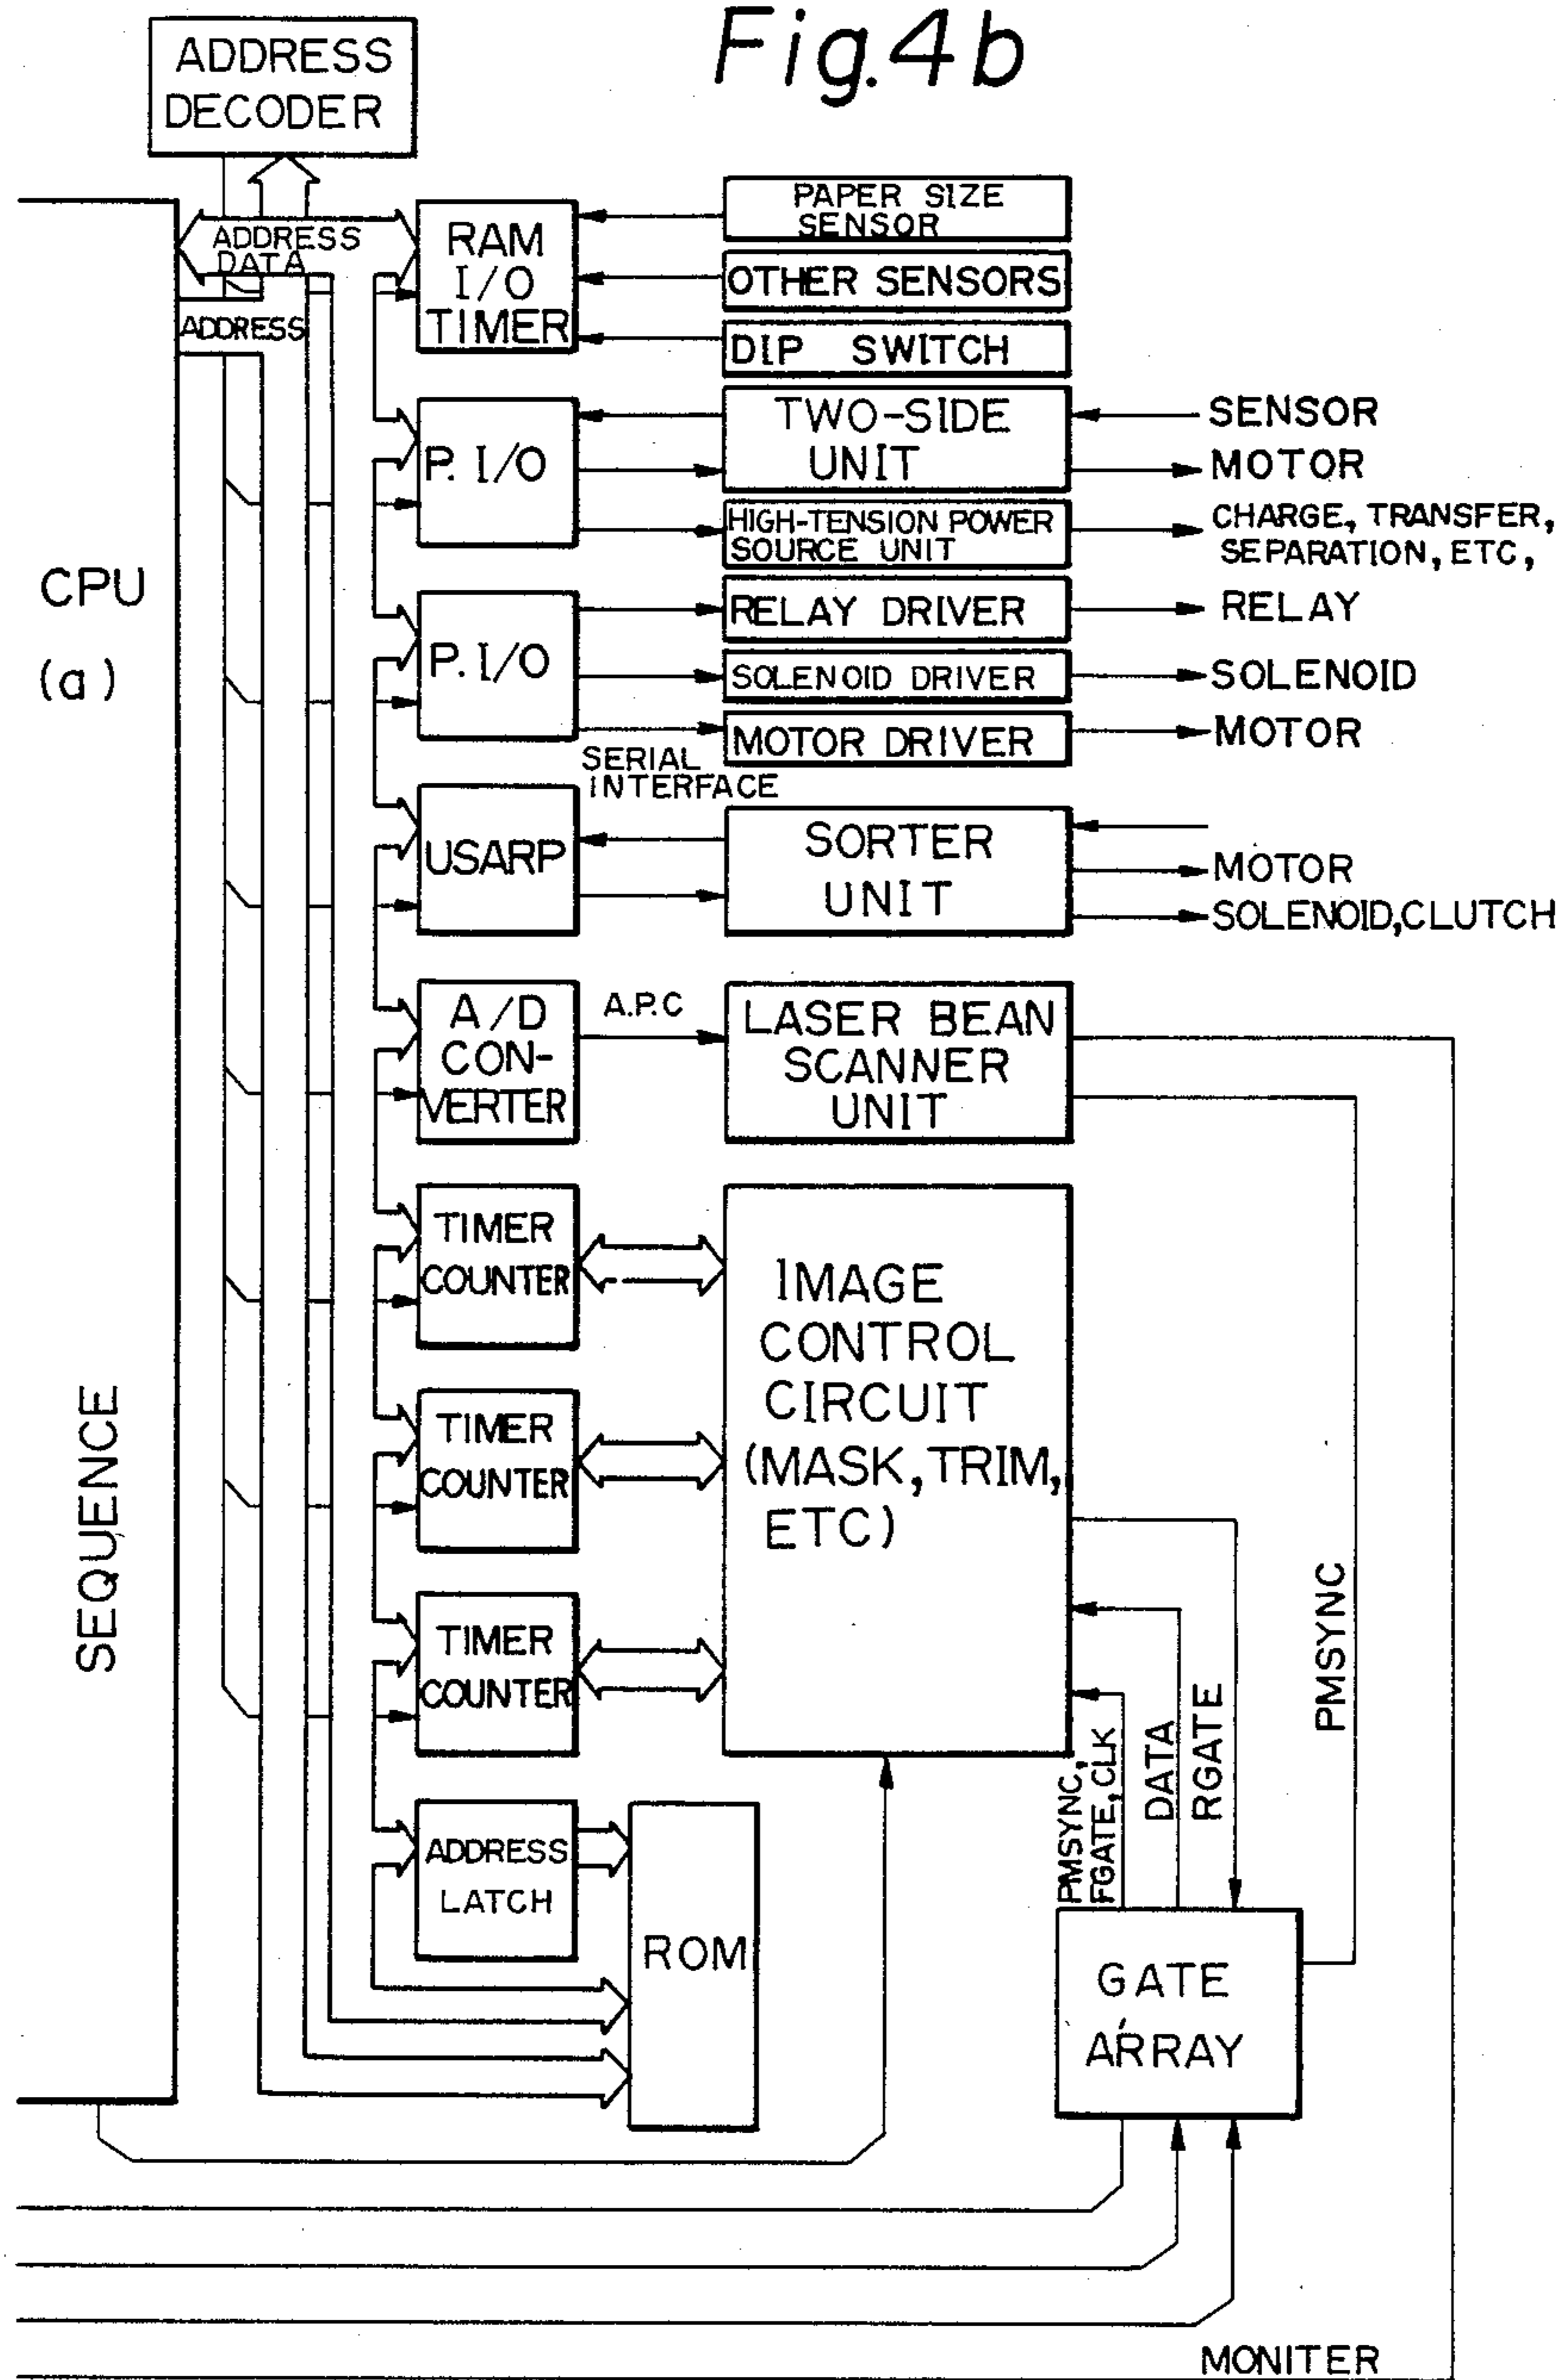 Fig.4b
ADDRESS
DECODER
ADDRESS
DATA
ADDRESS
CPU
(a)
SEQUENCE
RAM
I/O
TIMER
PAPER SIZE
SENSOR
OTHER SENSORS
DIP SWITCH
P. I/O
TWO-SIDE
UNIT
SENSOR
MOTOR
HIGH-TENSION POWER
SOURCE UNIT
CHARGE, TRANSFER,
SEPARATION, ETC,
P. I/O
RELAY DRIVER
RELAY
SOLENOID DRIVER
SOLENOID
MOTOR DRIVER
MOTOR
SERIAL
INTERFACE
USARP
SORTER
UNIT
MOTOR
SOLENOID,CLUTCH
A/D
CON-
VERTER
A.P.C
LASER BEAN
SCANNER
UNIT
TIMER
COUNTER
TIMER
COUNTER
TIMER
COUNTER
IMAGE
CONTROL
CIRCUIT
(MASK, TRIM,
ETC)
PMSYNC,
FGATE, CLK
DATA
RGATE
PMSYNC
ADDRESS
LATCH
ROM
GATE
ARRAY
MONITER